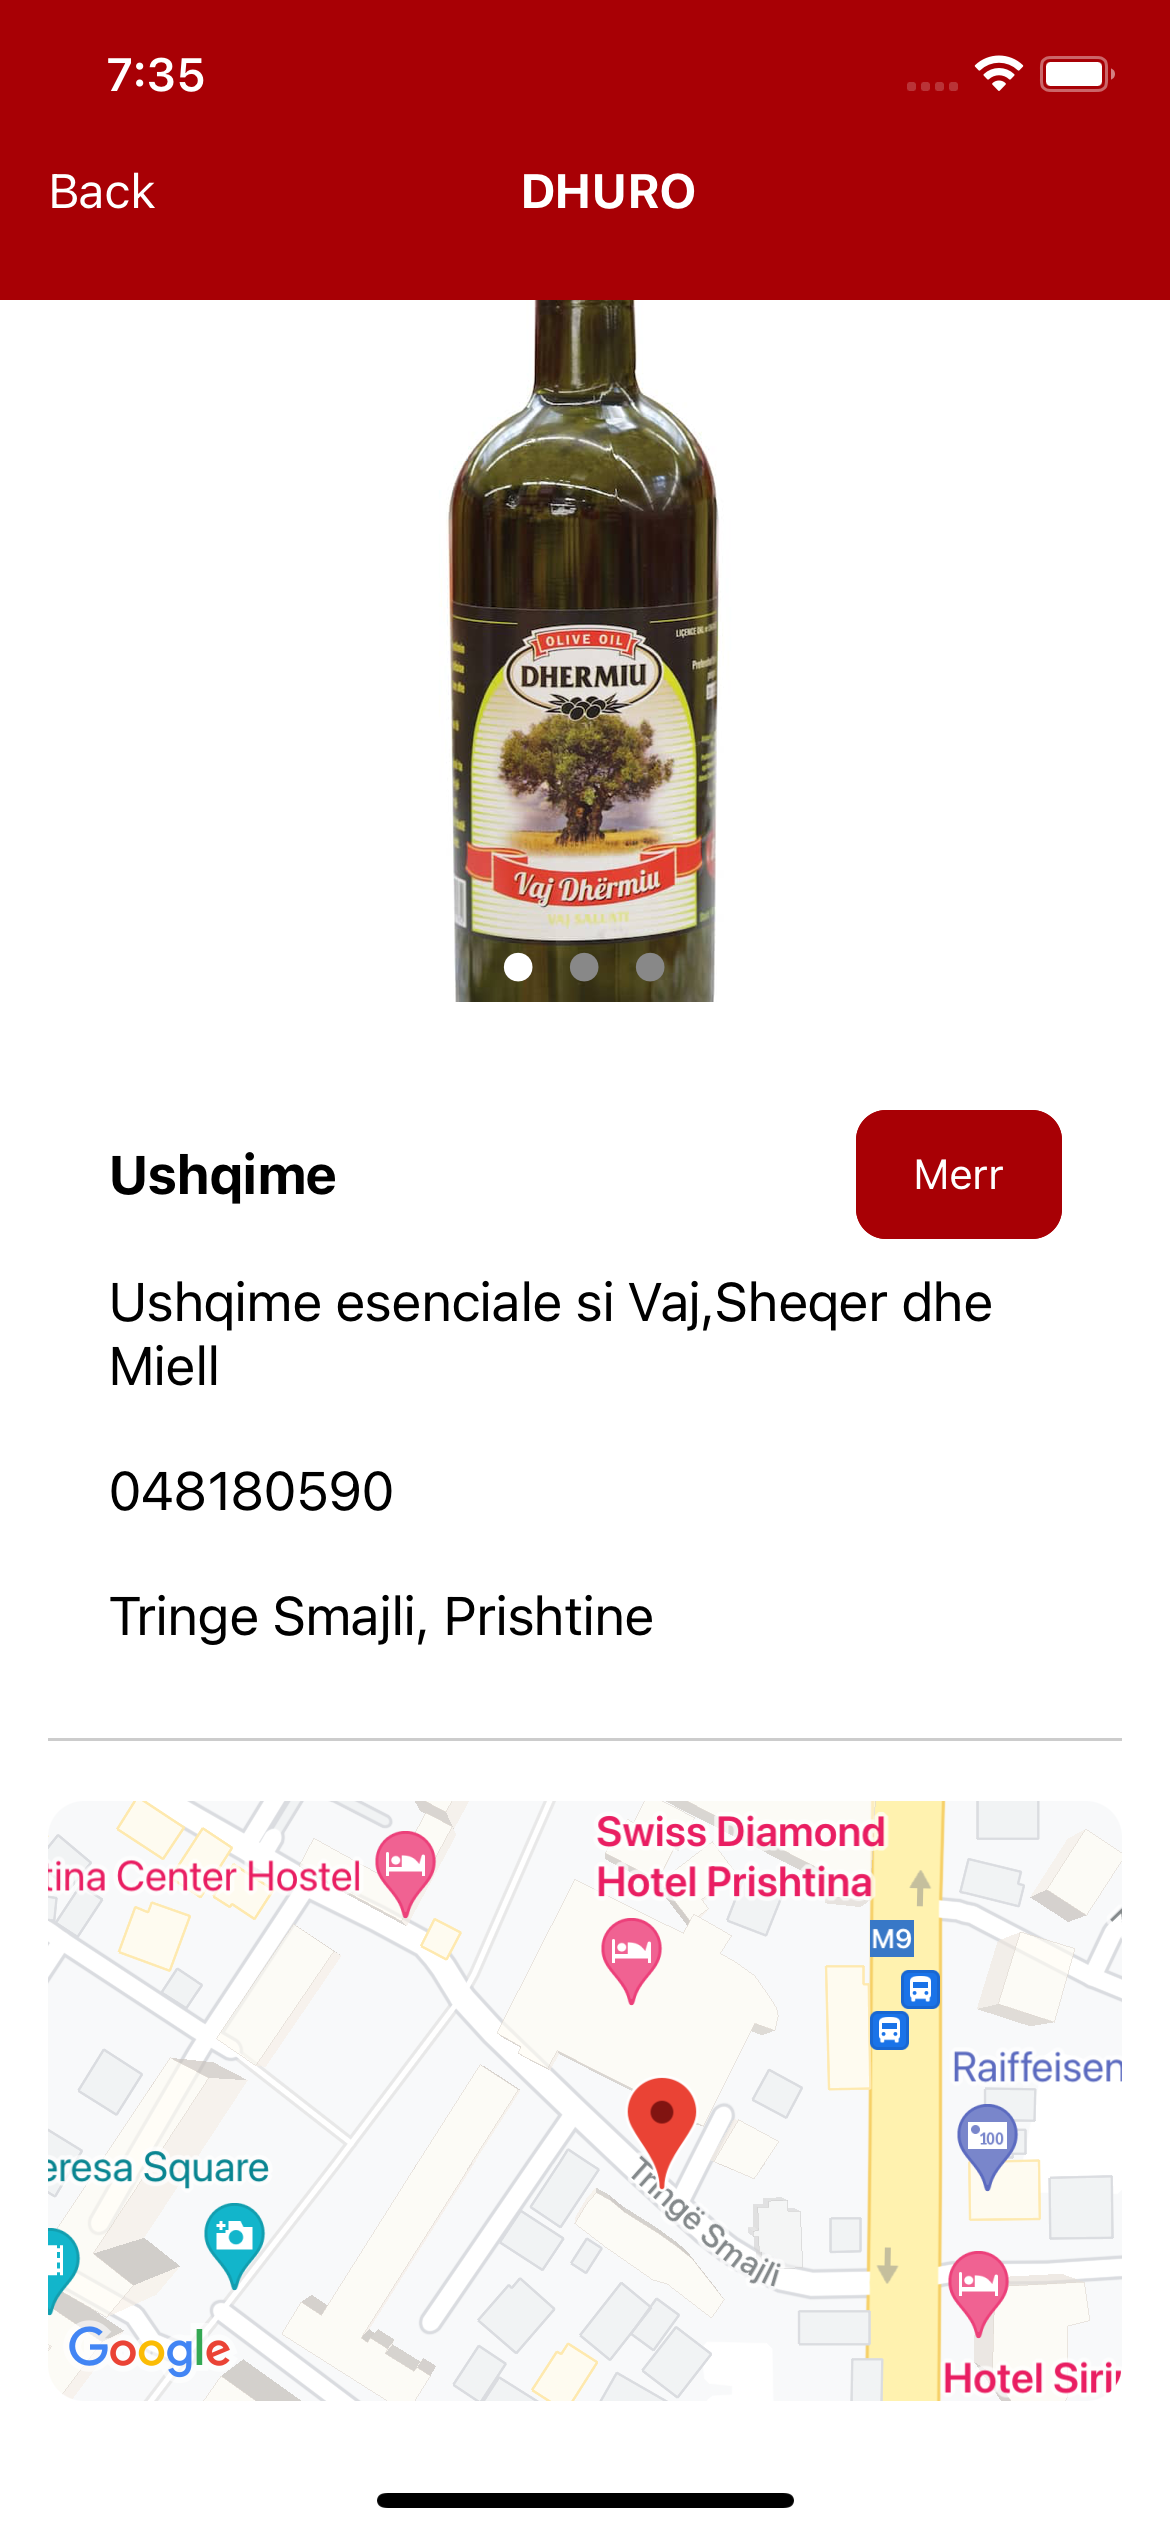 7:35
Back
DHURO
OLIVE OIL
DHERMIU
Vaj Dhërmiu
VAJ SALLATE
Ushqime
Merr
Ushqime esenciale si Vaj,Sheqer dhe
Miell
048180590
Tringe Smajli, Prishtine
Swiss Diamond
Hotel Prishtina
tina Center Hostel
M9
Raiffeisen
100
eresa Square
Tringë Smajli
Google
Hotel Siri